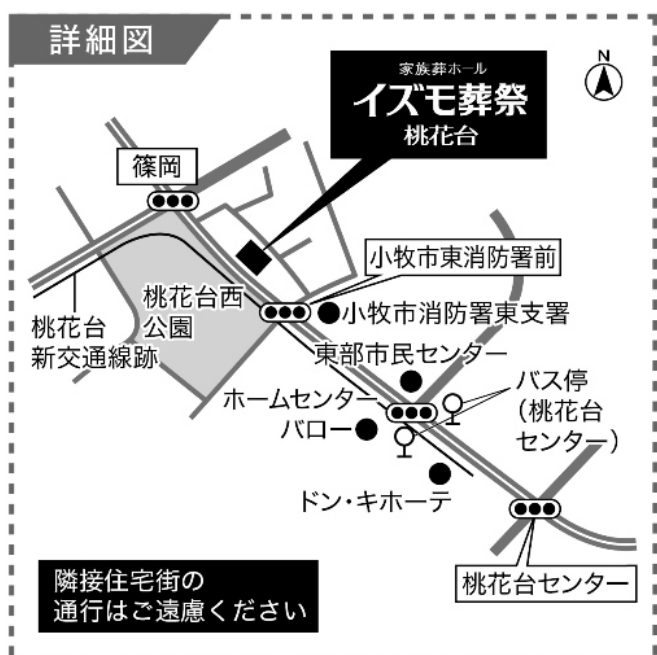 詳細図
N
家族葬ホール
イズモ葬祭
桃花台
篠岡
小牧市東消防署前
桃花台西
公園
小牧市消防署東支署
桃花台
新交通線跡
東部市民センター
ホームセンター
バロー
バス停
(桃花台
センター)
ドン・キホーテ
桃花台センター
隣接住宅街の
通行はご遠慮ください